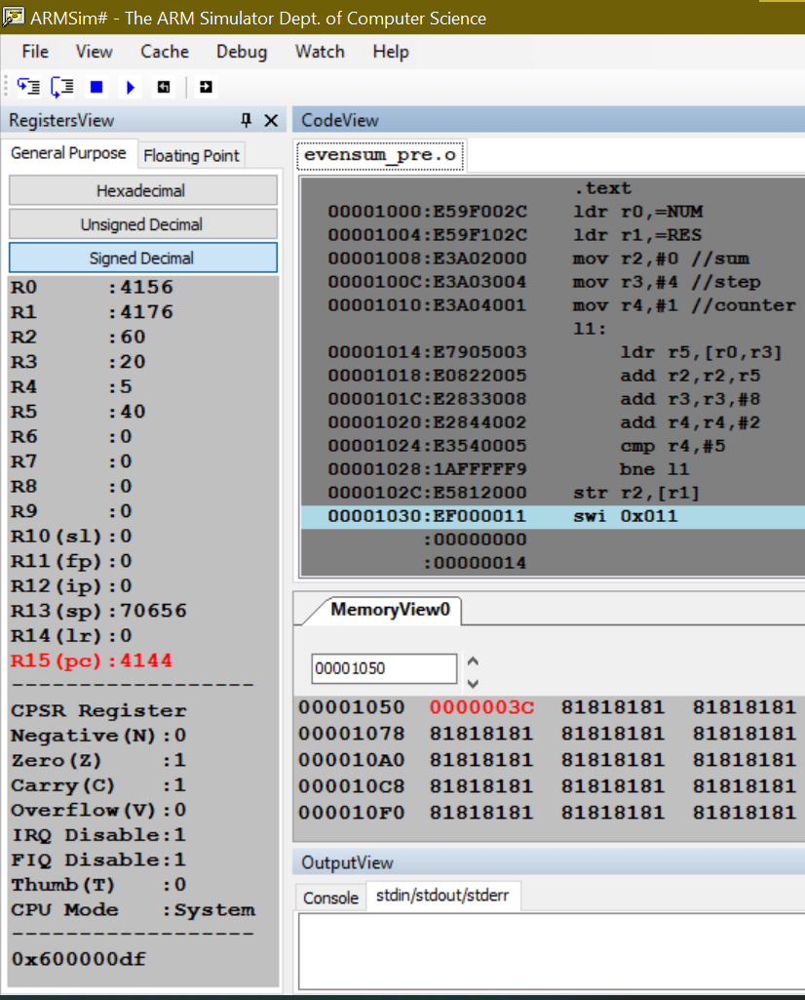 ARMSim# - The ARM Simulator Dept. of Computer Science
File View Cache Debug Watch Help
RegistersView
General Purpose Floating Point
Hexadecimal
Unsigned Decimal
Signed Decimal
R0 :4156
R1 :4176
R2 :60
R3 :20
R4 :5
R5 :40
R6 :0
R7 :0
R8 :0
R9 :0
R10(sl):0
R11(fp):0
R12(ip):0
R13(sp):70656
R14(lr):0
R15(pc):4144
-------------------
CPSR Register
Negative(N):0
Zero(Z) :1
Carry(C) :1
Overflow(V):0
IRQ Disable:1
FIQ Disable:1
Thumb(T) :0
CPU Mode :System
-------------------
0x600000df
CodeView
evensum_pre.o
.text
00001000:E59F002C ldr r0,=NUM
00001004:E59F102C ldr r1,=RES
00001008:E3A02000 mov r2,#0 //sum
0000100C:E3A03004 mov r3,#4 //step
00001010:E3A04001 mov r4,#1 //counter
l1:
00001014:E7905003 ldr r5,[r0,r3]
00001018:E0822005 add r2,r2,r5
0000101C:E2833008 add r3,r3,#8
00001020:E2844002 add r4,r4,#2
00001024:E3540005 cmp r4,#5
00001028:1AFFFFF9 bne l1
0000102C:E5812000 str r2,[r1]
00001030:EF000011 swi 0x011
:00000000
:00000014
MemoryView0
00001050
00001050 0000003C 81818181 81818181
00001078 81818181 81818181 81818181
000010A0 81818181 81818181 81818181
000010C8 81818181 81818181 81818181
000010F0 81818181 81818181 81818181
OutputView
Console stdin/stdout/stderr